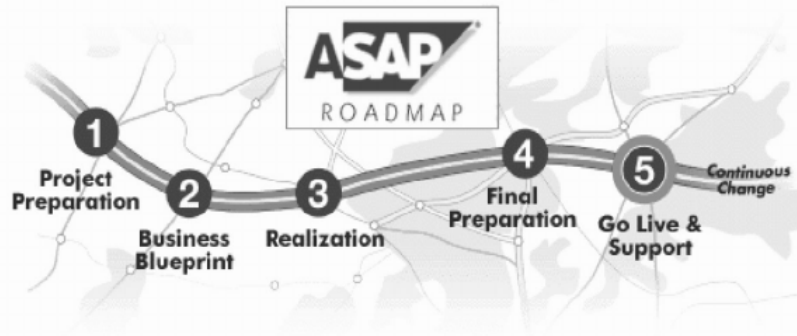 ASAP
ROADMAP
1
Project
Preparation
2
Business
Blueprint
3
Realization
4
Final
Preparation
5
Go Live &
Support
Continuous
Change